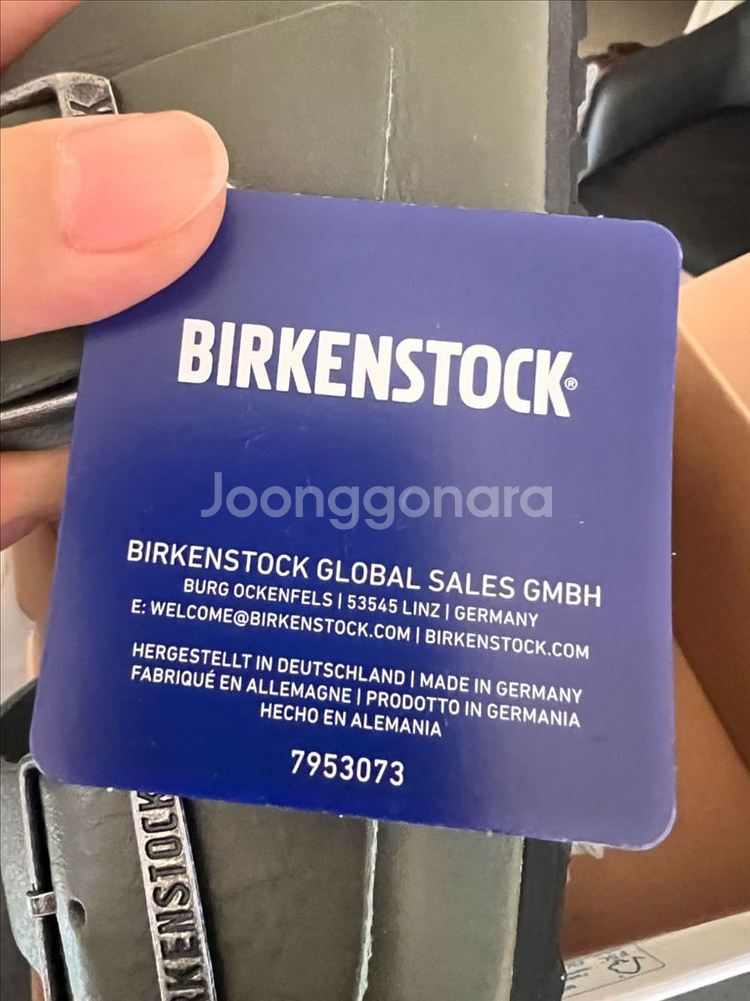 BIRKENSTOCK®
Joonggonara
BIRKENSTOCK GLOBAL SALES GMBH
BURG OCKENFELS | 53545 LINZ | GERMANY
E: WELCOME@BIRKENSTOCK.COM | BIRKENSTOCK.COM
HERGESTELLT IN DEUTSCHLAND | MADE IN GERMANY
FABRIQUÉ EN ALLEMAGNE | PRODOTTO IN GERMANIA
HECHO EN ALEMANIA
7953073
KENSTOCK